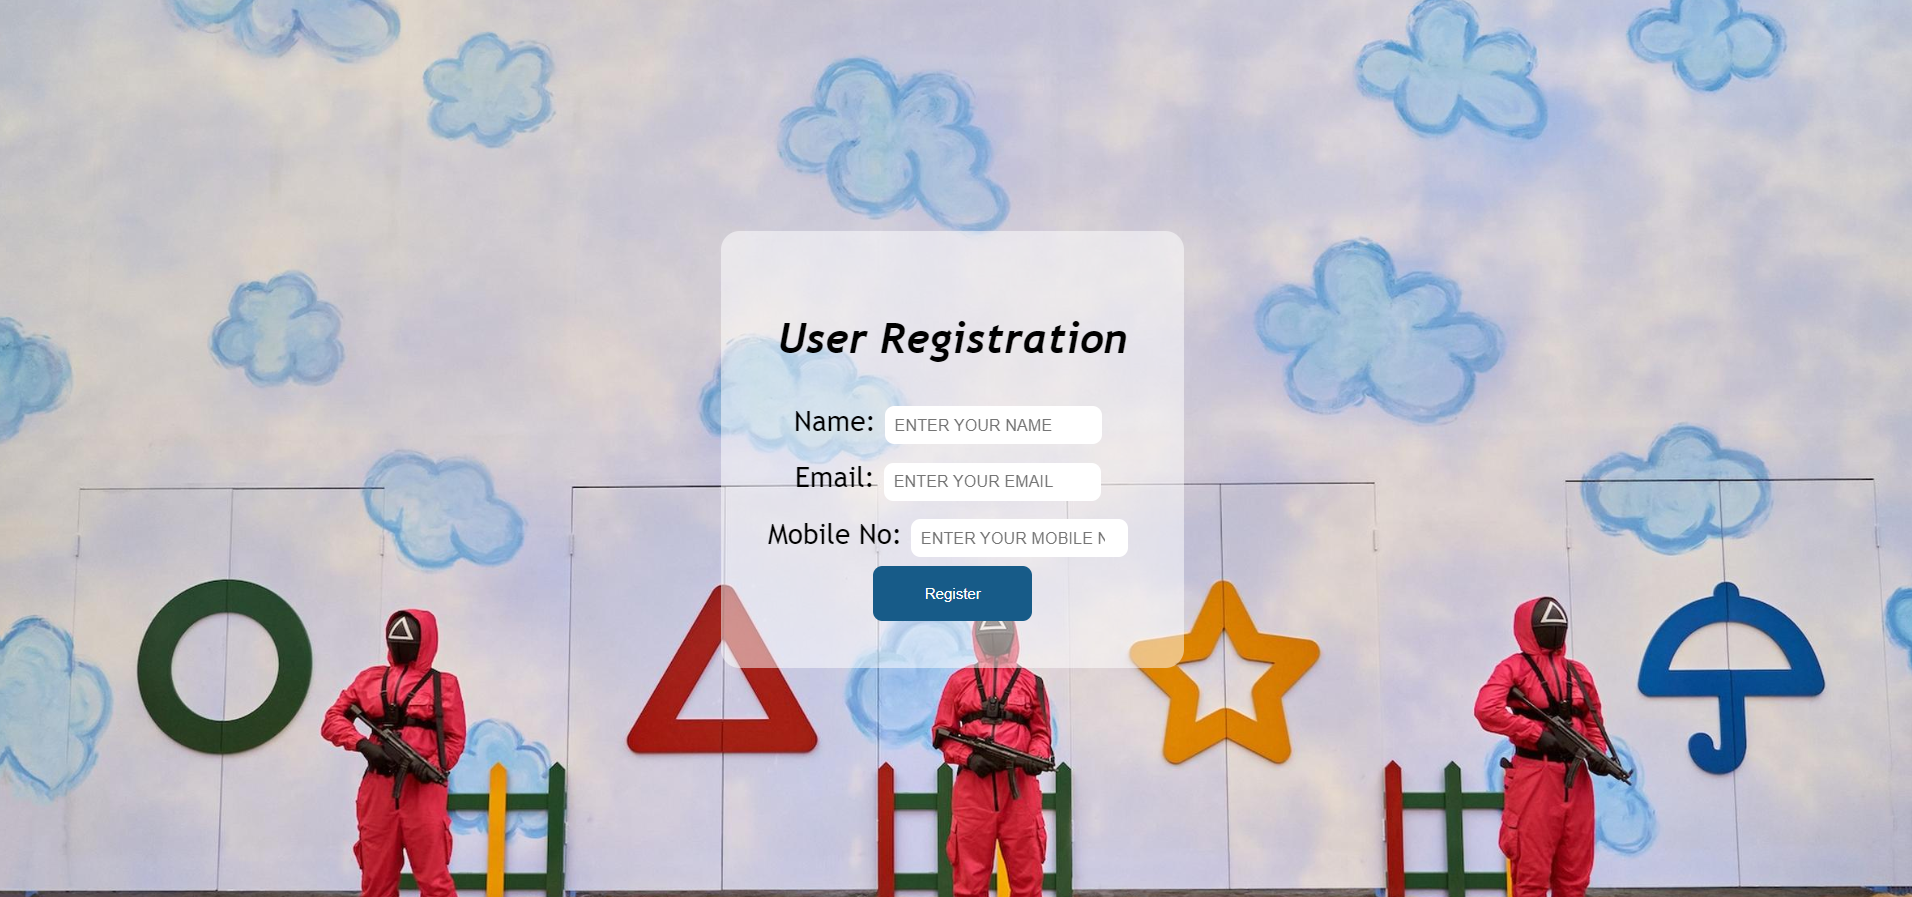 User Registration
Name: ENTER YOUR NAME
Email: ENTER YOUR EMAIL
Mobile No: ENTER YOUR MOBILE N
Register